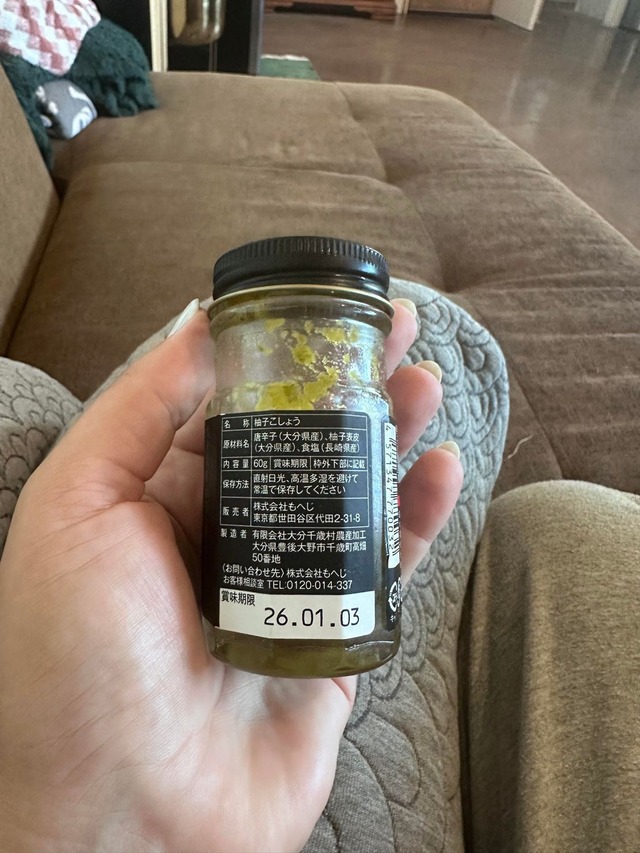 名称 柚子こしょう
原材料名 唐辛子(大分県産)、柚子表皮
(大分県産)、食塩(長崎県産)
内容量 60g 賞味期限 枠外下部に記載
保存方法 直射日光、高温多湿を避けて
常温で保存してください
販売者 株式会社もへじ
東京都世田谷区代田2-31-8
製造者 有限会社大分千歳村農産加工
大分県豊後大野市千歳町高畑
50番地
〈お問い合わせ先〉株式会社もへじ
お客様相談室 TEL:0120-014-337
賞味期限
26.01.03